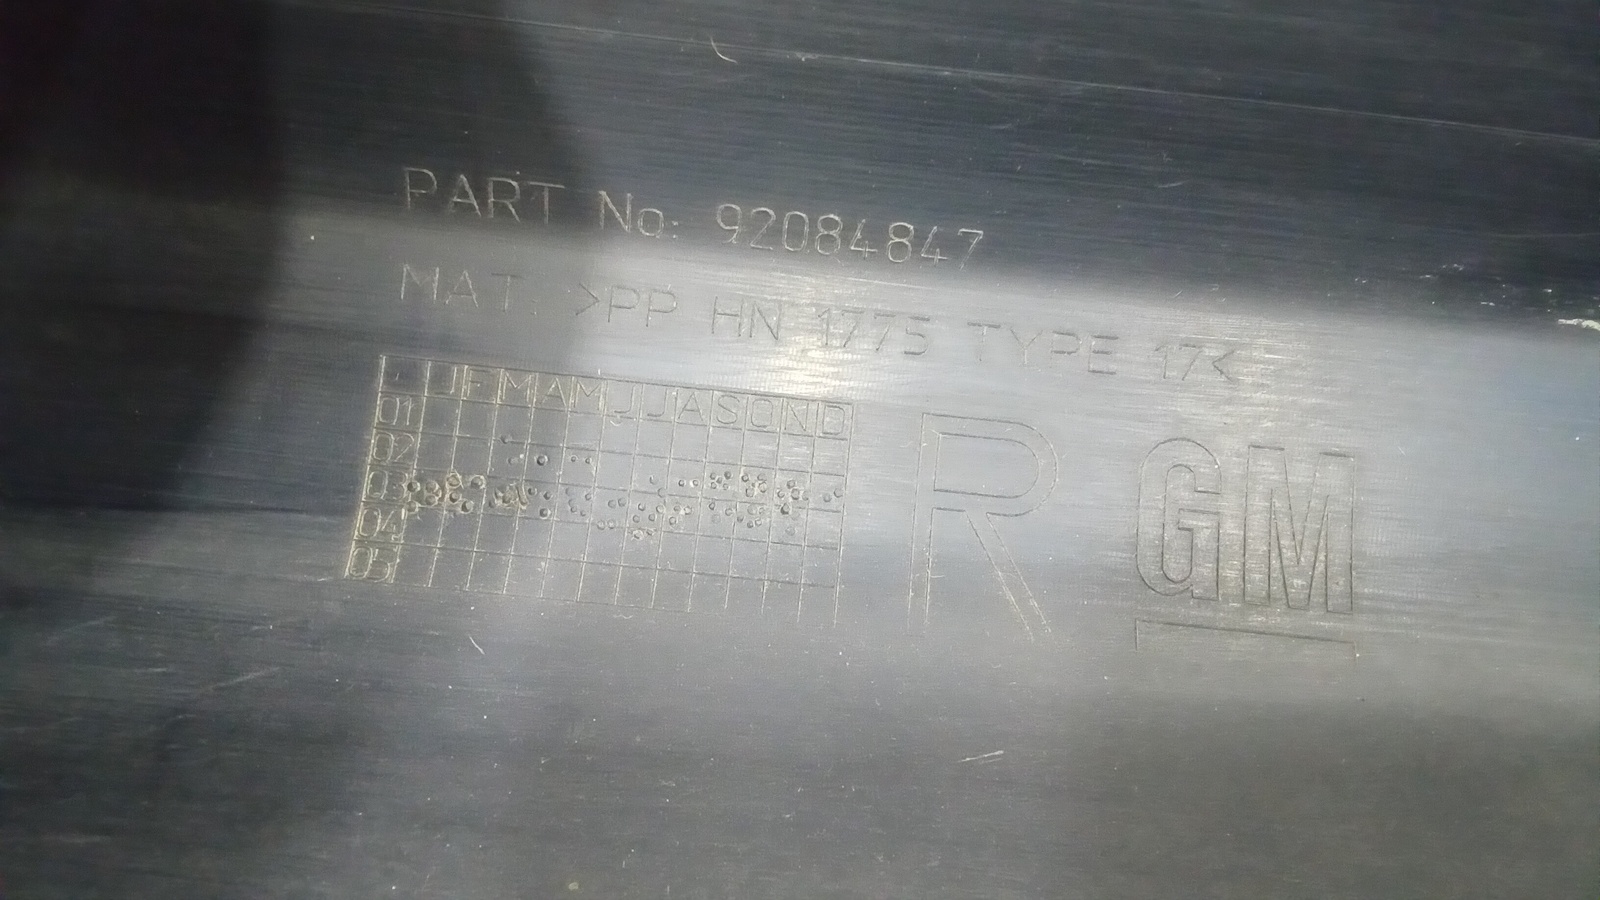 PART No: 92084847
MAT. >PP HN 1775 TYPE 17<
J F M A M J J A S O N D
01
02
03
04
05
R GM